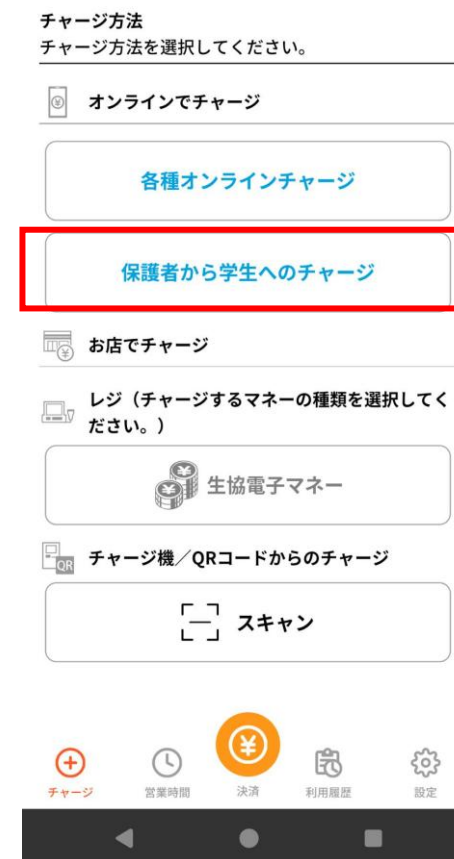 チャージ方法
チャージ方法を選択してください。
オンラインでチャージ
各種オンラインチャージ
保護者から学生へのチャージ
お店でチャージ
レジ（チャージするマネーの種類を選択してく
ださい。）
生協電子マネー
QR
チャージ機／QRコードからのチャージ
スキャン
チャージ
営業時間
決済
利用履歴
設定